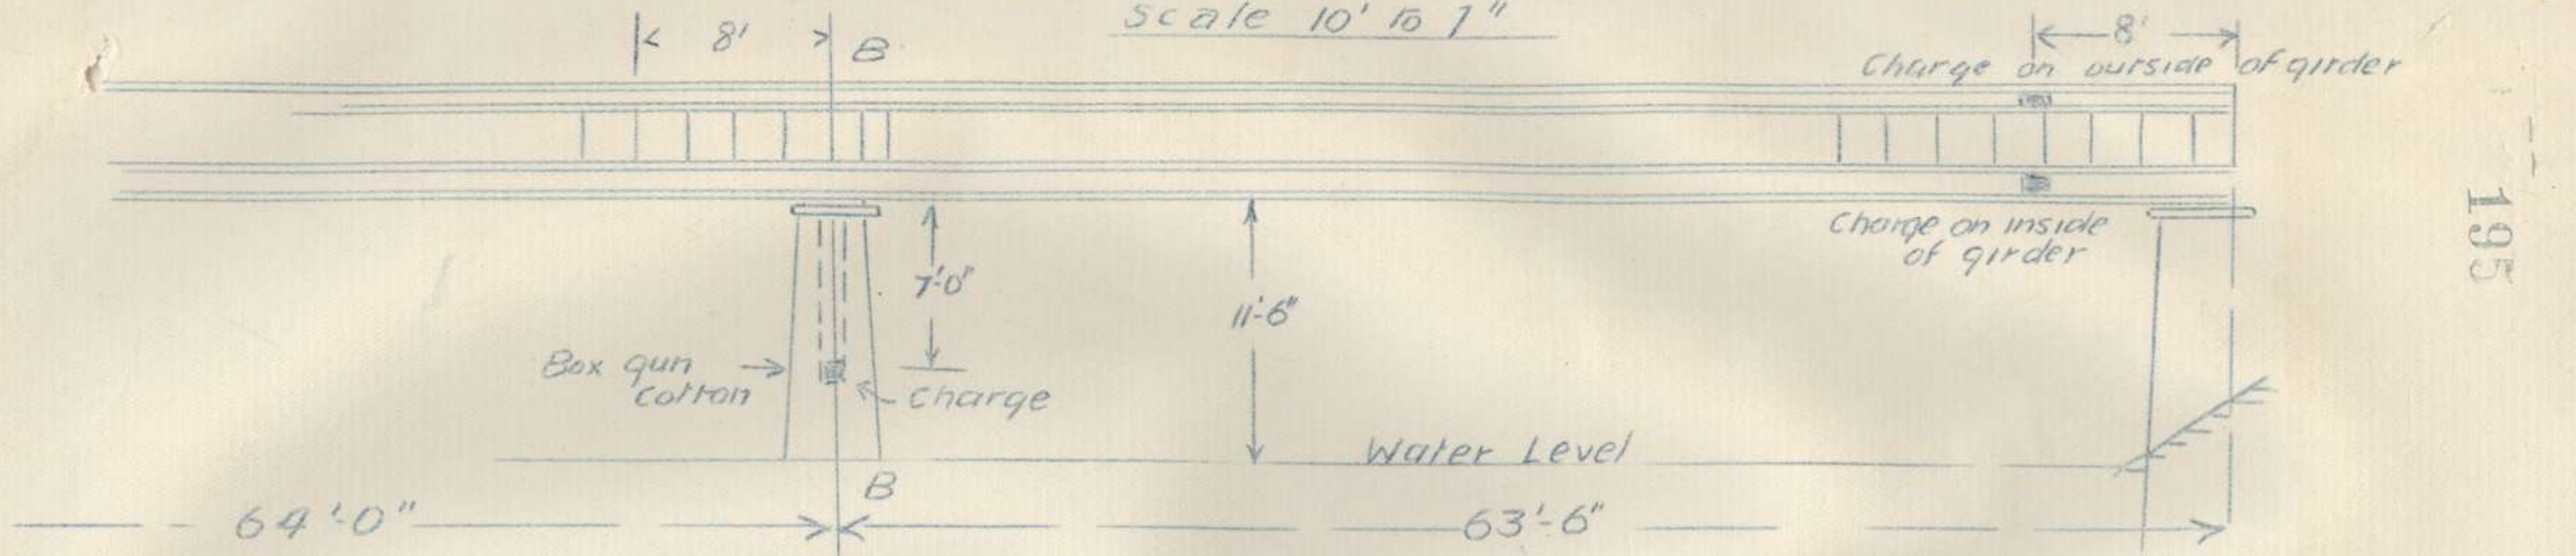 Scale 10' to 1"
8'
B
8'
Charge on outside of girder
Charge on inside
of girder
7'-0"
11'-6"
Box gun
cotton
Charge
Water Level
B
64'-0"
63'-6"
195